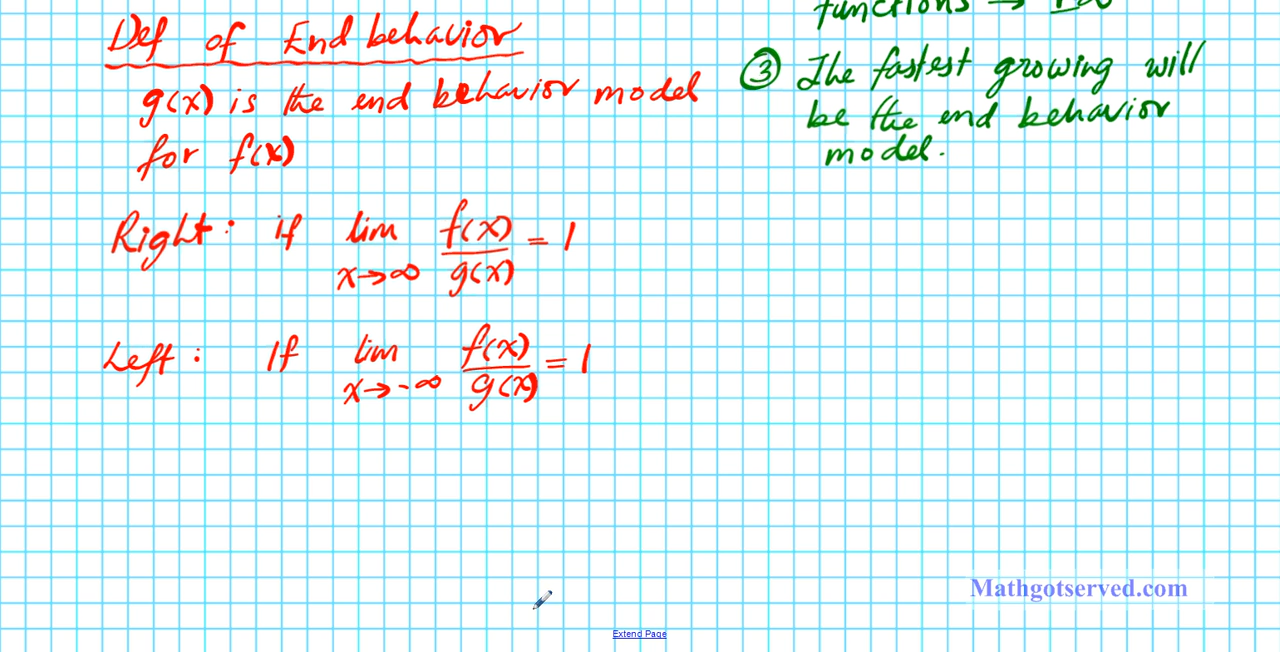 Def of End behavior
g(x) is the end behavior model
for f(x)
Right: if lim f(x)/g(x) = 1
x→∞
Left: If lim f(x)/g(x) = 1
x→-∞
functions → ±∞
③ The fastest growing will
be the end behavior
model.
Mathgotserved.com
Extend Page